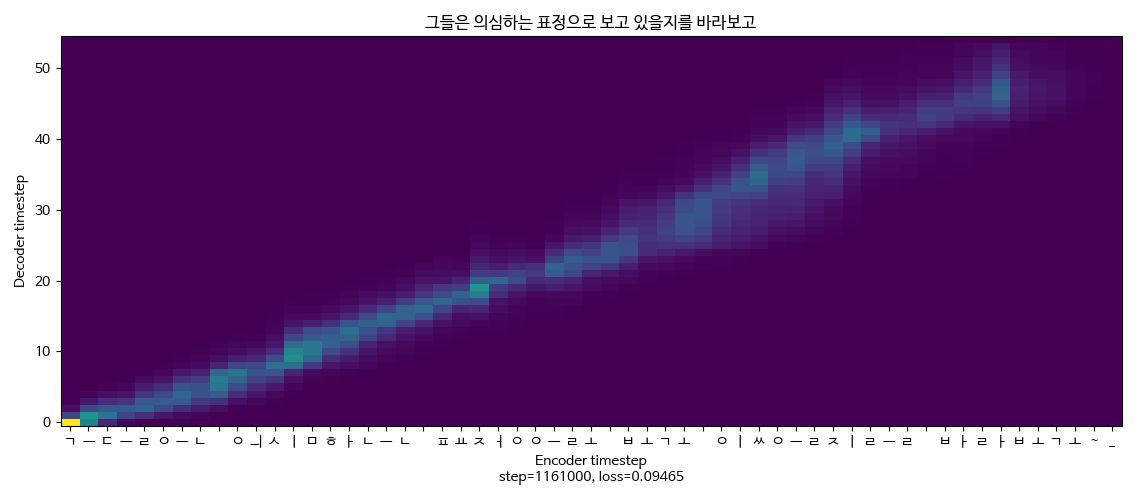 그들은 의심하는 표정으로 보고 있을지를 바라보고
50
40
30
20
10
0
Decoder timestep
ㄱ ㅡ ㄷ ㅡ ㄹ ㅇ ㅡ ㄴ ㅇ ㅢ ㅅ ㅣ ㅁ ㅎ ㅏ ㄴ ㅡ ㄴ ㅍ ㅛ ㅈ ㅓ ㅇ ㅇ ㅡ ㄹ ㅗ ㅂ ㅗ ㄱ ㅗ ㅇ ㅣ ㅆ ㅇ ㅡ ㄹ ㅈ ㅣ ㄹ ㅡ ㄹ ㅂ ㅏ ㄹ ㅏ ㅂ ㅗ ㄱ ㅗ ~ _
Encoder timestep
step=1161000, loss=0.09465